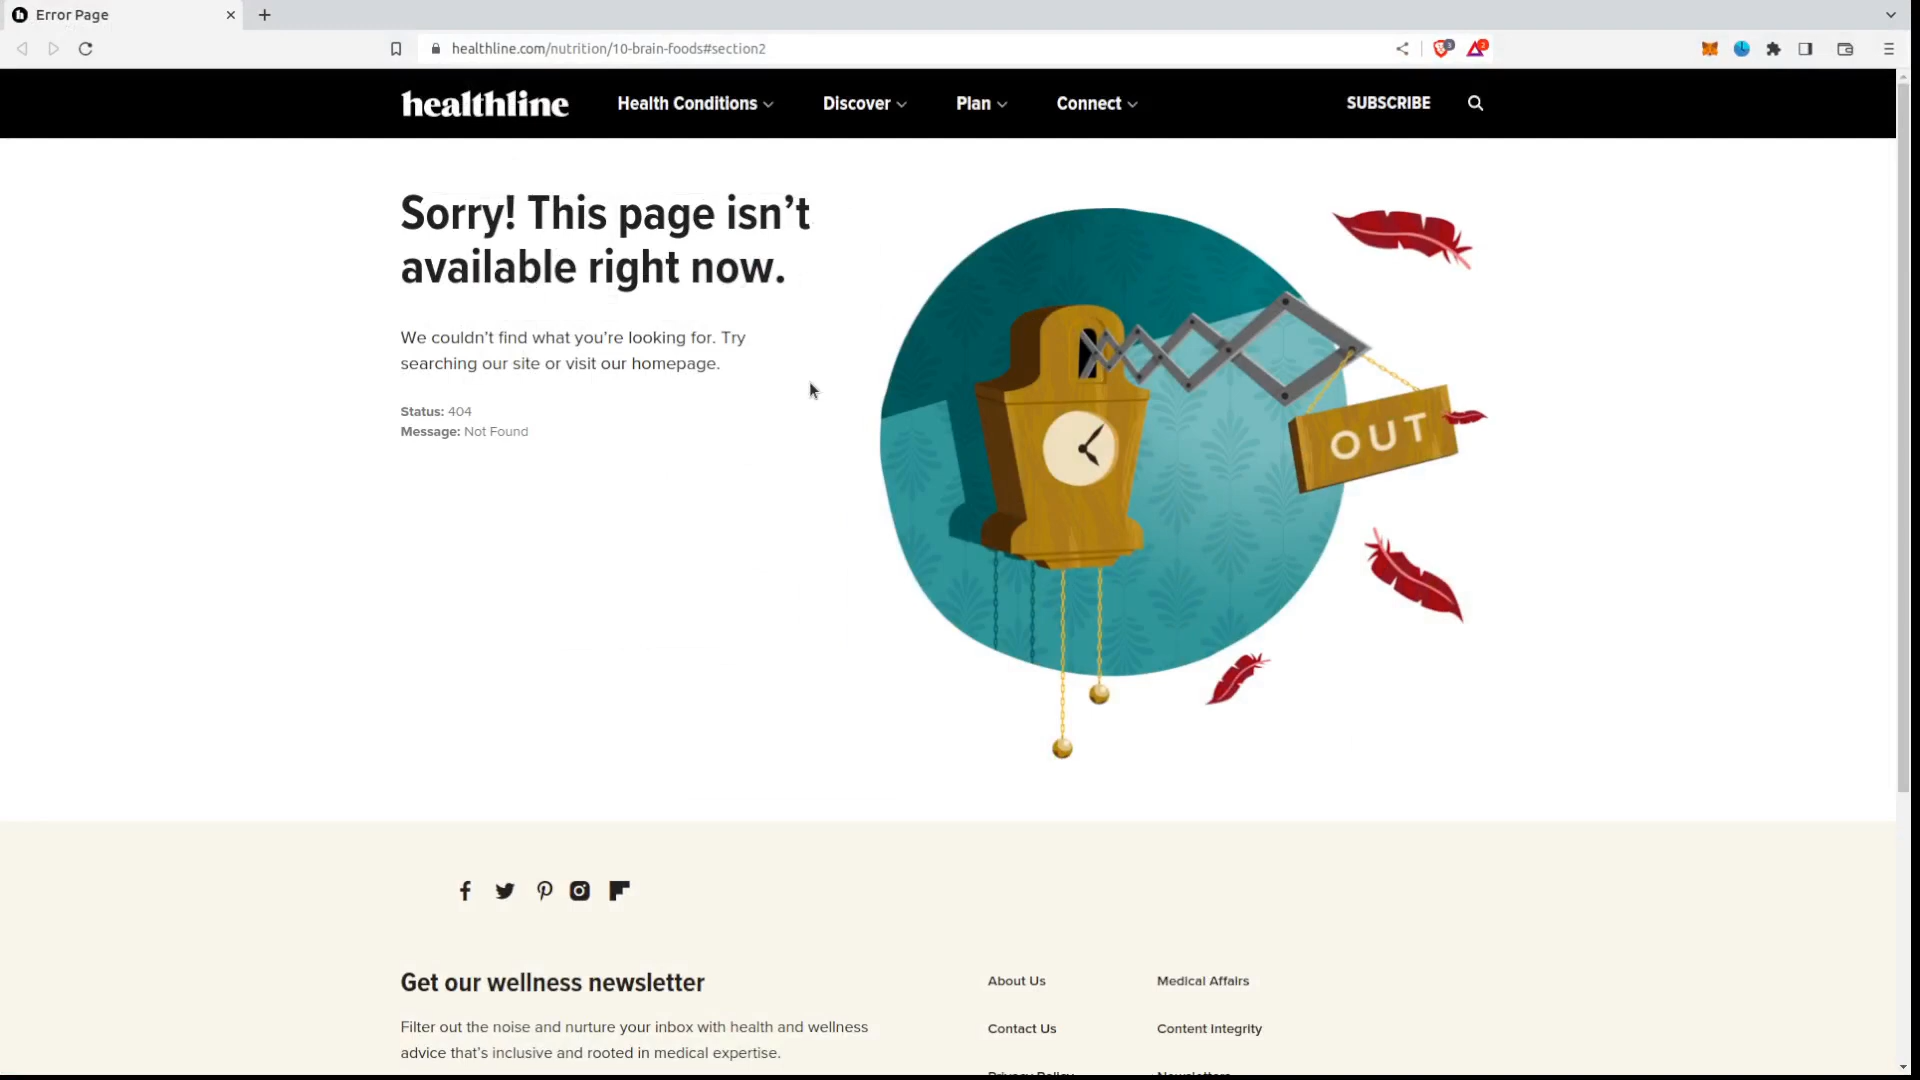 Error Page
healthline.com/nutrition/10-brain-foods#section2
healthline
Health Conditions
Discover
Plan
Connect
SUBSCRIBE
Sorry! This page isn’t
available right now.
We couldn’t find what you’re looking for. Try
searching our site or visit our homepage.
Status: 404
Message: Not Found
OUT
Get our wellness newsletter
Filter out the noise and nurture your inbox with health and wellness
advice that’s inclusive and rooted in medical expertise.
About Us
Medical Affairs
Contact Us
Content Integrity
Privacy Policy
Newsletters